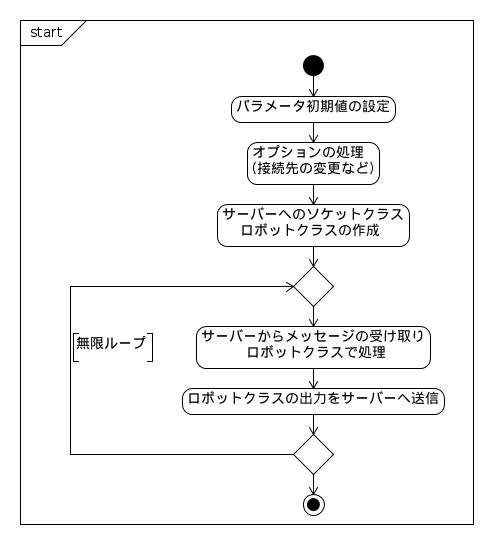 start
パラメータ初期値の設定
オプションの処理
(接続先の変更など)
サーバーへのソケットクラス
ロボットクラスの作成
無限ループ
サーバーからメッセージの受け取り
ロボットクラスで処理
ロボットクラスの出力をサーバーへ送信